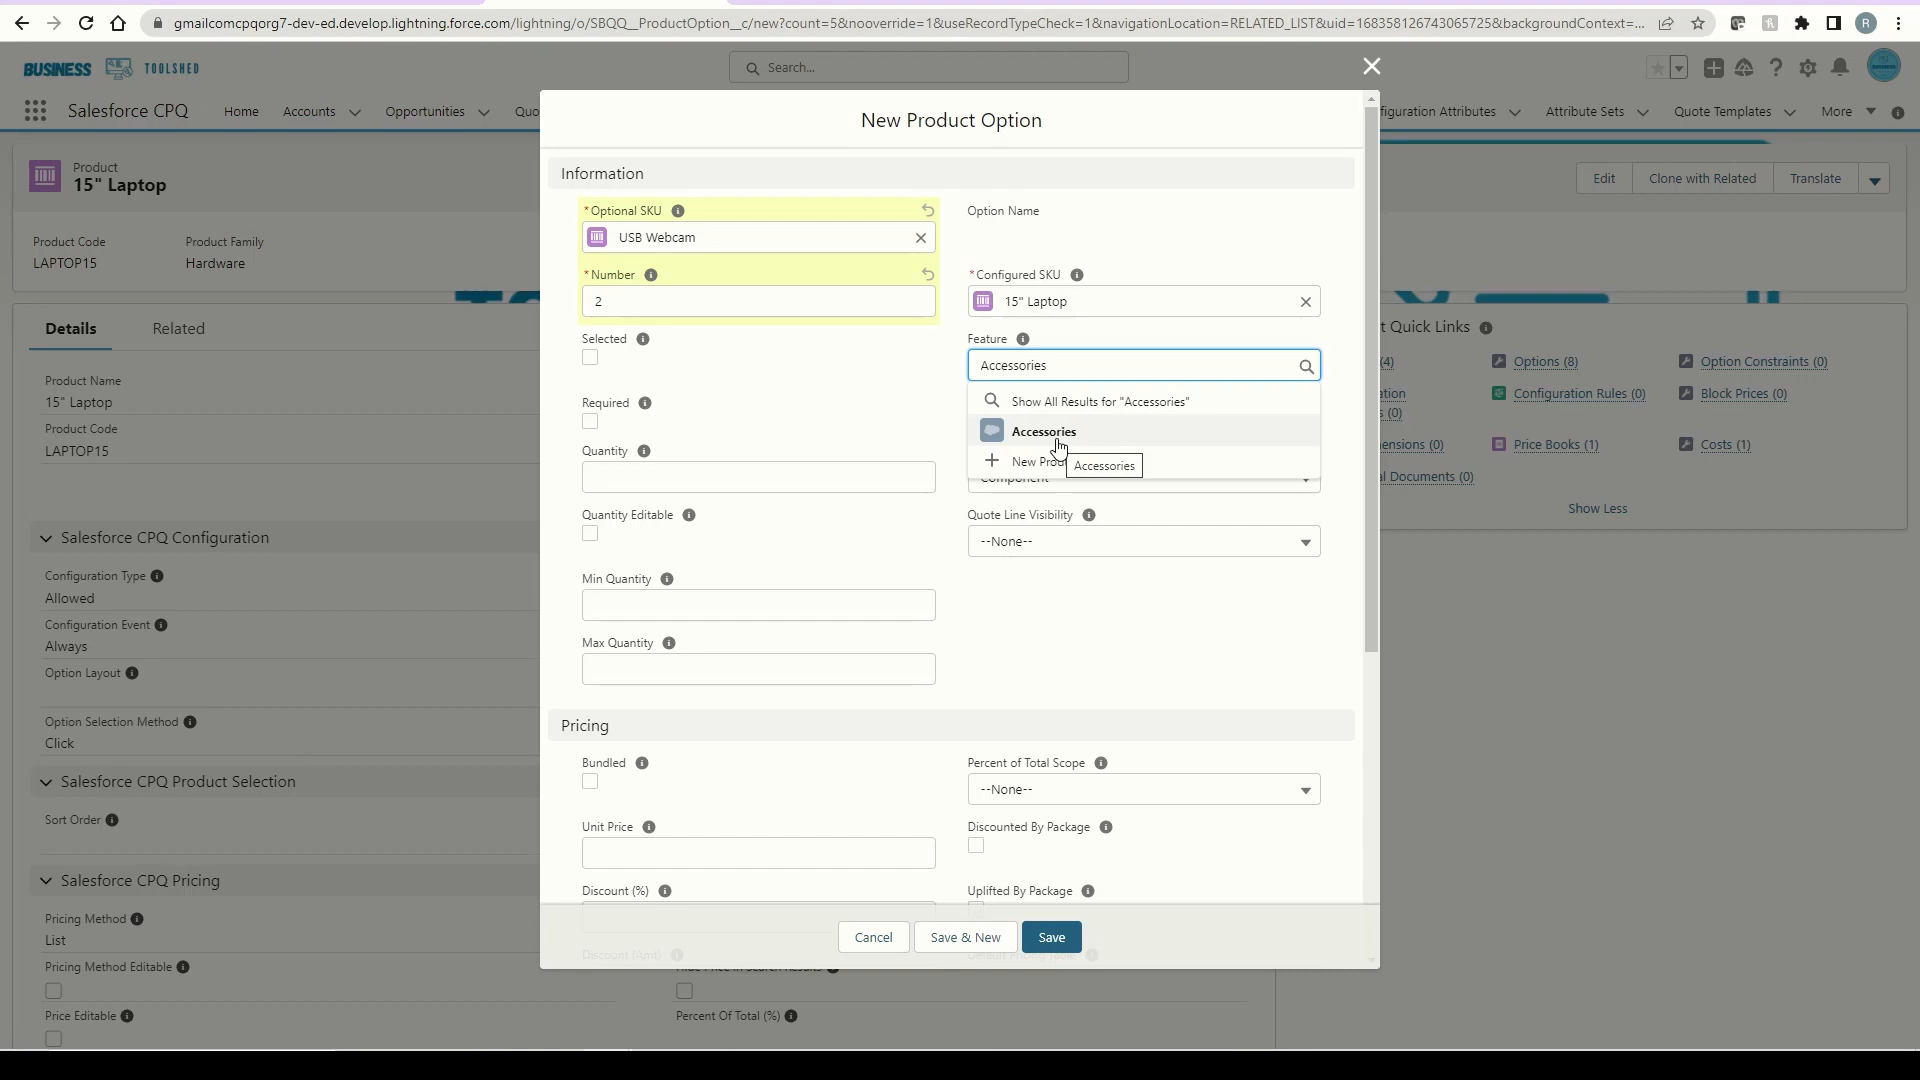 gmailcomcpqorg7-dev-ed.develop.lightning.force.com/lightning/o/SBQQ__ProductOption__c/new?count=5&nooverride=1&useRecordTypeCheck=1&navigationLocation=RELATED_LIST&uid=168358126743065725&backgroundContext=...
R
BUSINESS TOOLSHED
Search...
Salesforce CPQ
Home
Accounts
Opportunities
Quo
figuration Attributes
Attribute Sets
Quote Templates
More
Product
15" Laptop
Edit
Clone with Related
Translate
Product Code
Product Family
LAPTOP15
Hardware
Details
Related
Product Name
15" Laptop
Product Code
LAPTOP15
Salesforce CPQ Configuration
Configuration Type
Allowed
Configuration Event
Always
Option Layout
Option Selection Method
Click
Salesforce CPQ Product Selection
Sort Order
Salesforce CPQ Pricing
Pricing Method
List
Pricing Method Editable
Price Editable
Percent Of Total (%)
New Product Option
Information
*Optional SKU
USB Webcam
Option Name
*Number
2
*Configured SKU
15" Laptop
Selected
Feature
Accessories
Show All Results for "Accessories"
Accessories
New Prod
Accessories
Component
Required
Quantity
Quantity Editable
Quote Line Visibility
--None--
Min Quantity
Max Quantity
Pricing
Bundled
Percent of Total Scope
--None--
Unit Price
Discounted By Package
Discount (%)
Uplifted By Package
Discount (Amt)
Default Pricing Table
Hide Price in Search Results
Cancel
Save & New
Save
t Quick Links
(4)
Options (8)
Option Constraints (0)
ation
s (0)
Configuration Rules (0)
Block Prices (0)
ensions (0)
Price Books (1)
Costs (1)
al Documents (0)
Show Less